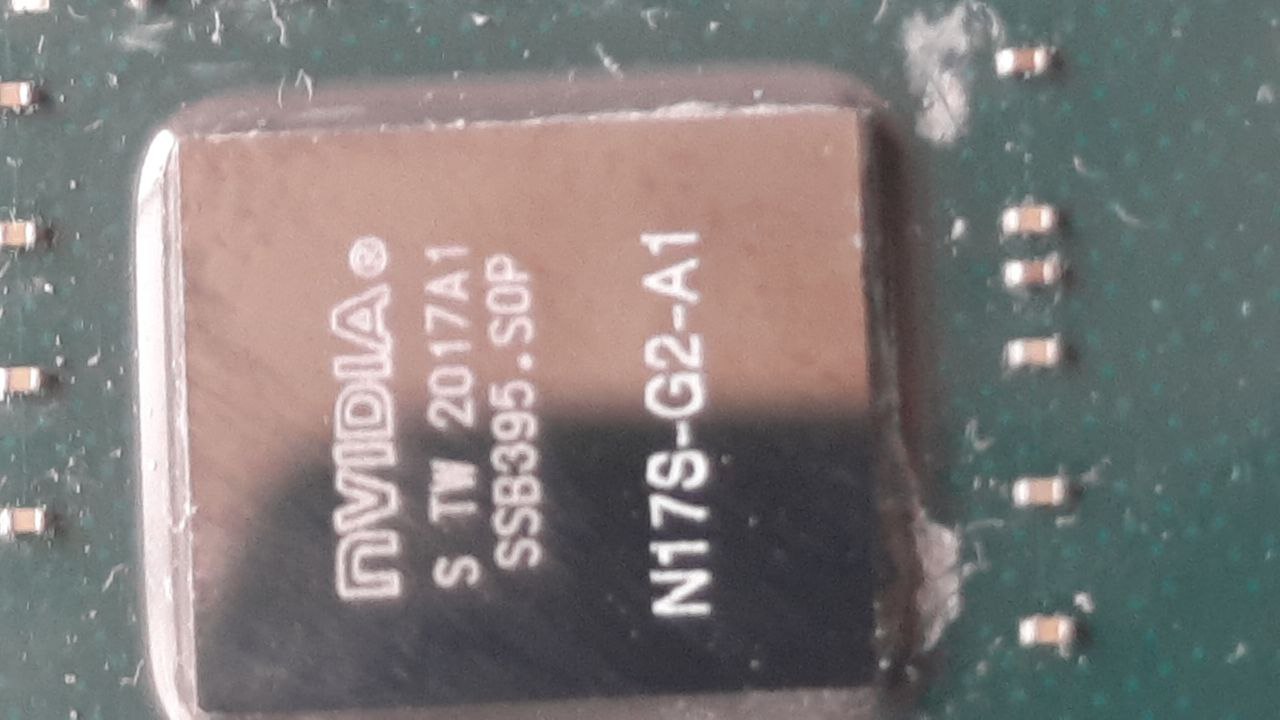 NVIDIA®
S TW 2017A1
SSB395.S0P
N17S-G2-A1